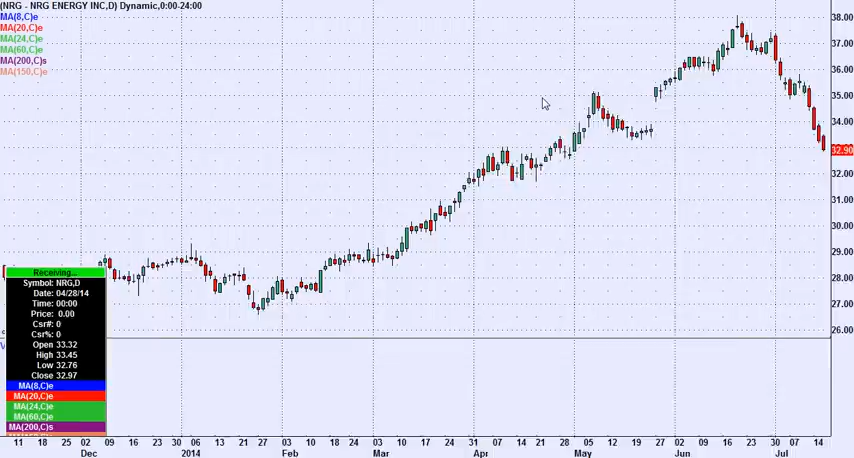 (NRG - NRG ENERGY INC,D) Dynamic,0:00-24:00
MA(8,C)e
MA(20,C)e
MA(24,C)e
MA(60,C)e
MA(200,C)s
MA(150,C)e
38.00
37.00
36.00
35.00
34.00
32.90
32.00
31.00
30.00
29.00
28.00
27.00
26.00
Receiving...
Symbol: NRG,D
Date: 04/28/14
Time: 00:00
Price: 0.00
Csr#: 0
Csr%: 0
Open 33.32
High 33.45
Low 32.76
Close 32.97
MA(8,C)e
MA(20,C)e
MA(24,C)e
MA(60,C)e
MA(200,C)s
11 18 25 02 09 16 23 30 06 13 21 27 03 10 18 24 03 10 17 24 31 07 14 21 28 05 12 19 27 02 09 16 23 30 07 14
Dec 2014 Feb Mar Apr May Jun Jul